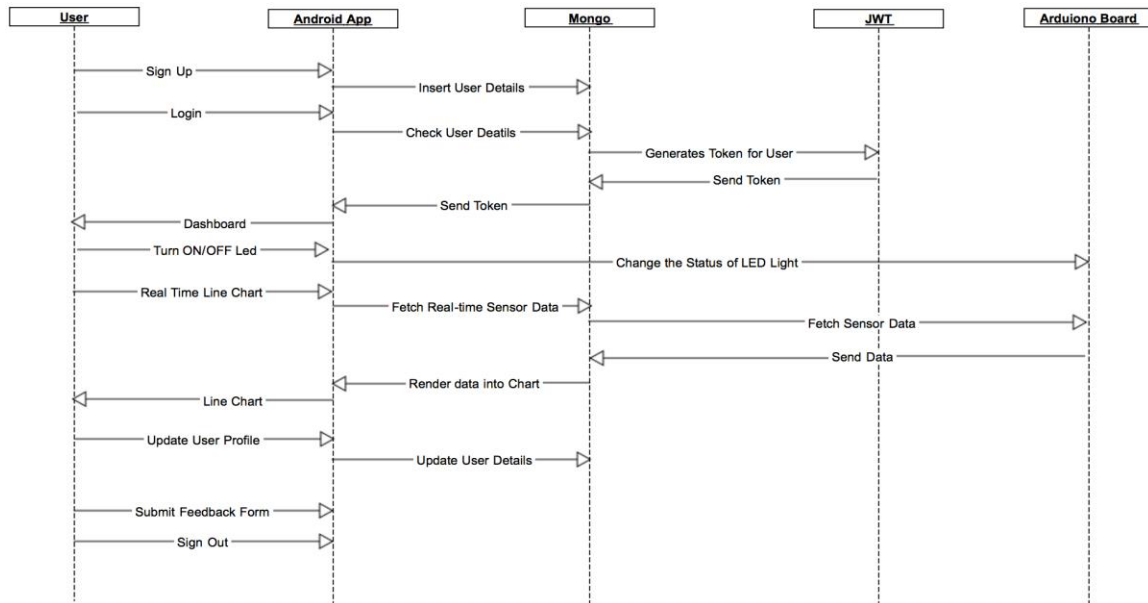 User
Android App
Mongo
JWT
Arduiono Board
Sign Up
Insert User Details
Login
Check User Deatils
Generates Token for User
Send Token
Send Token
Dashboard
Turn ON/OFF Led
Change the Status of LED Light
Real Time Line Chart
Fetch Real-time Sensor Data
Fetch Sensor Data
Send Data
Render data into Chart
Line Chart
Update User Profile
Update User Details
Submit Feedback Form
Sign Out